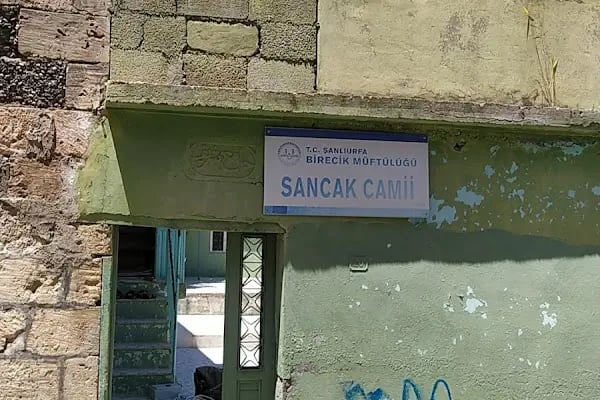 T.C. ŞANLIURFA
BİRECİK MÜFTÜLÜĞÜ
SANCAK CAMİİ